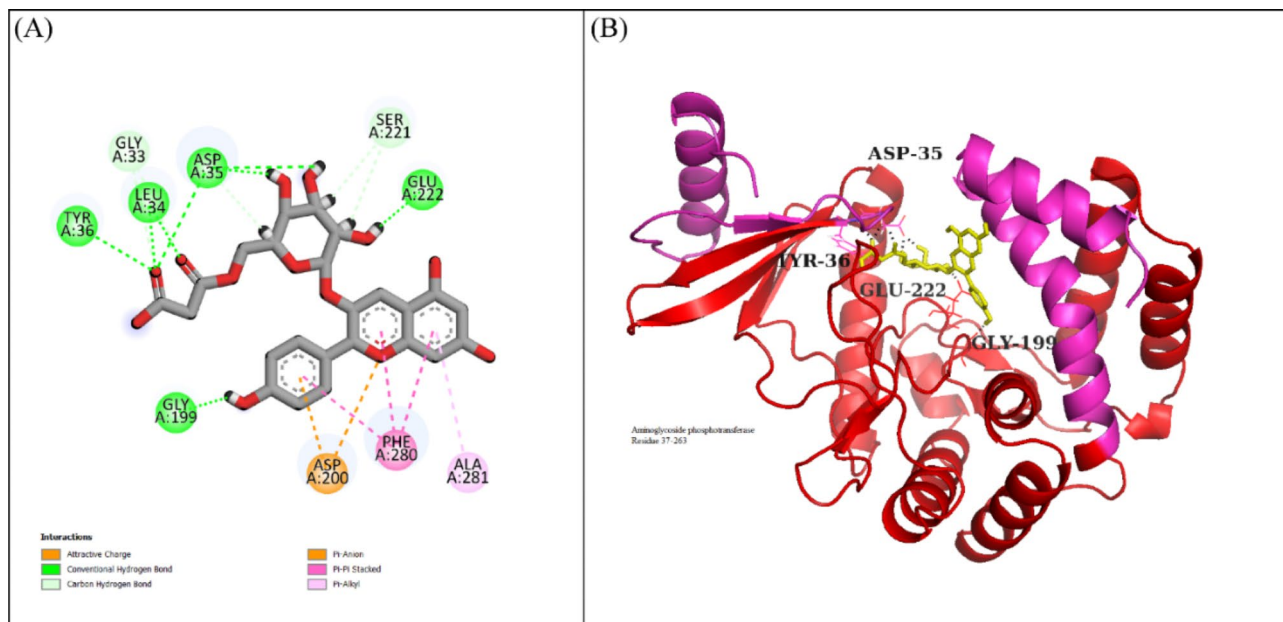 (A)
SER
A:221
GLY
A:33
ASP
A:35
LEU
A:34
GLU
A:222
TYR
A:36
GLY
A:199
PHE
A:280
ASP
A:200
ALA
A:281
Interactions
Attractive Charge
Conventional Hydrogen Bond
Carbon Hydrogen Bond
Pi-Anion
Pi-Pi Stacked
Pi-Alkyl
(B)
ASP-35
TYR-36
GLU-222
GLY-199
Aminoglycoside phosphotransferase
Residue 37-263